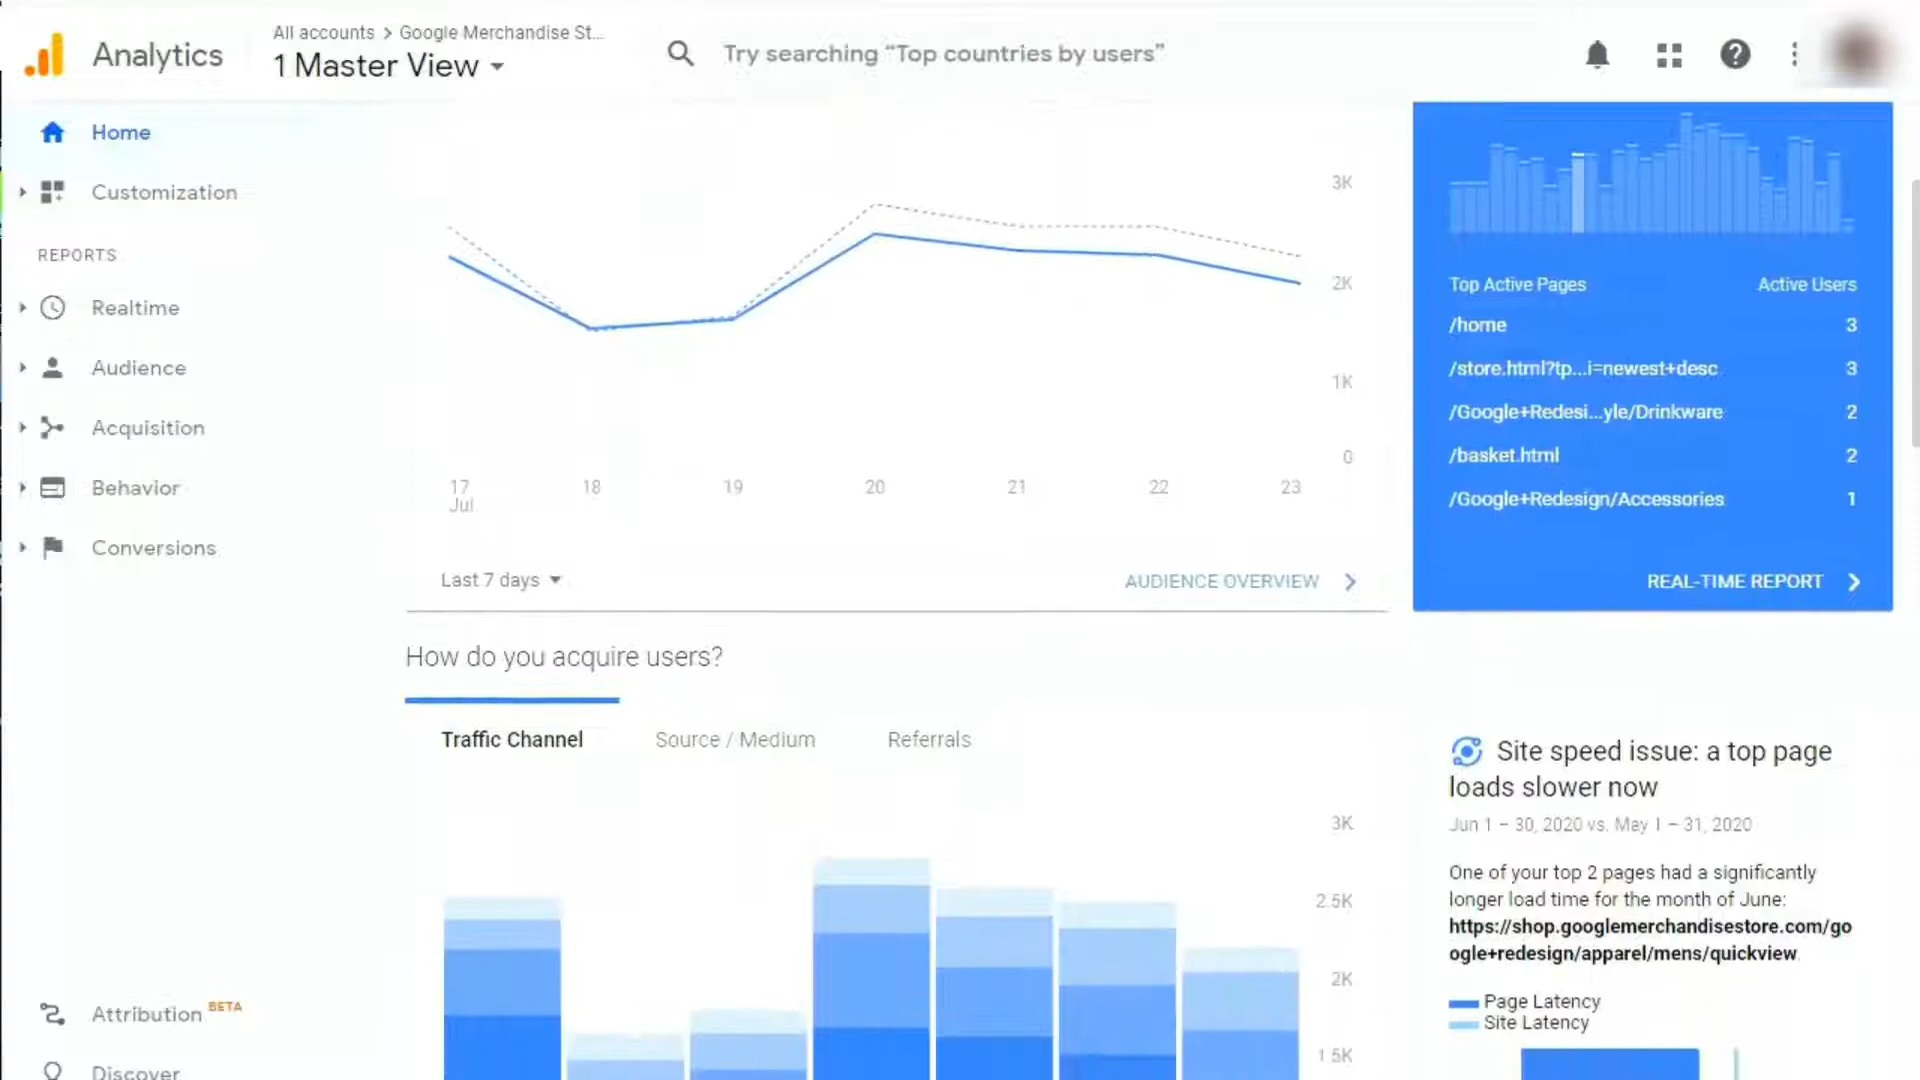 Analytics
All accounts > Google Merchandise St...
1 Master View
Try searching “Top countries by users”
Home
Customization
REPORTS
Realtime
Audience
Acquisition
Behavior
Conversions
Attribution BETA
Discover
3K
2K
1K
0
17 18 19 20 21 22 23
Jul
Last 7 days
AUDIENCE OVERVIEW
Top Active Pages Active Users
/home 3
/store.html?tp...i=newest+desc 3
/Google+Redesi...yle/Drinkware 2
/basket.html 2
/Google+Redesign/Accessories 1
REAL-TIME REPORT
How do you acquire users?
Traffic Channel Source / Medium Referrals
3K
2.5K
2K
1.5K
Site speed issue: a top page
loads slower now
Jun 1 – 30, 2020 vs. May 1 – 31, 2020
One of your top 2 pages had a significantly
longer load time for the month of June:
https://shop.googlemerchandisestore.com/go
ogle+redesign/apparel/mens/quickview
Page Latency
Site Latency